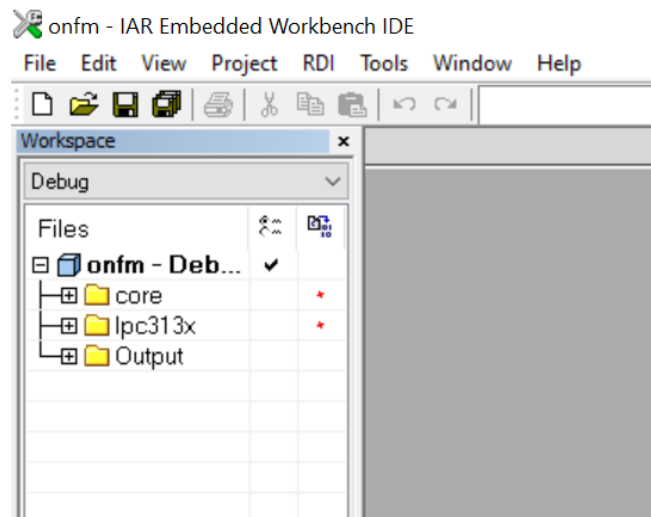 onfm - IAR Embedded Workbench IDE
File Edit View Project RDI Tools Window Help
Workspace
Debug
Files
onfm - Deb...
core
lpc313x
Output